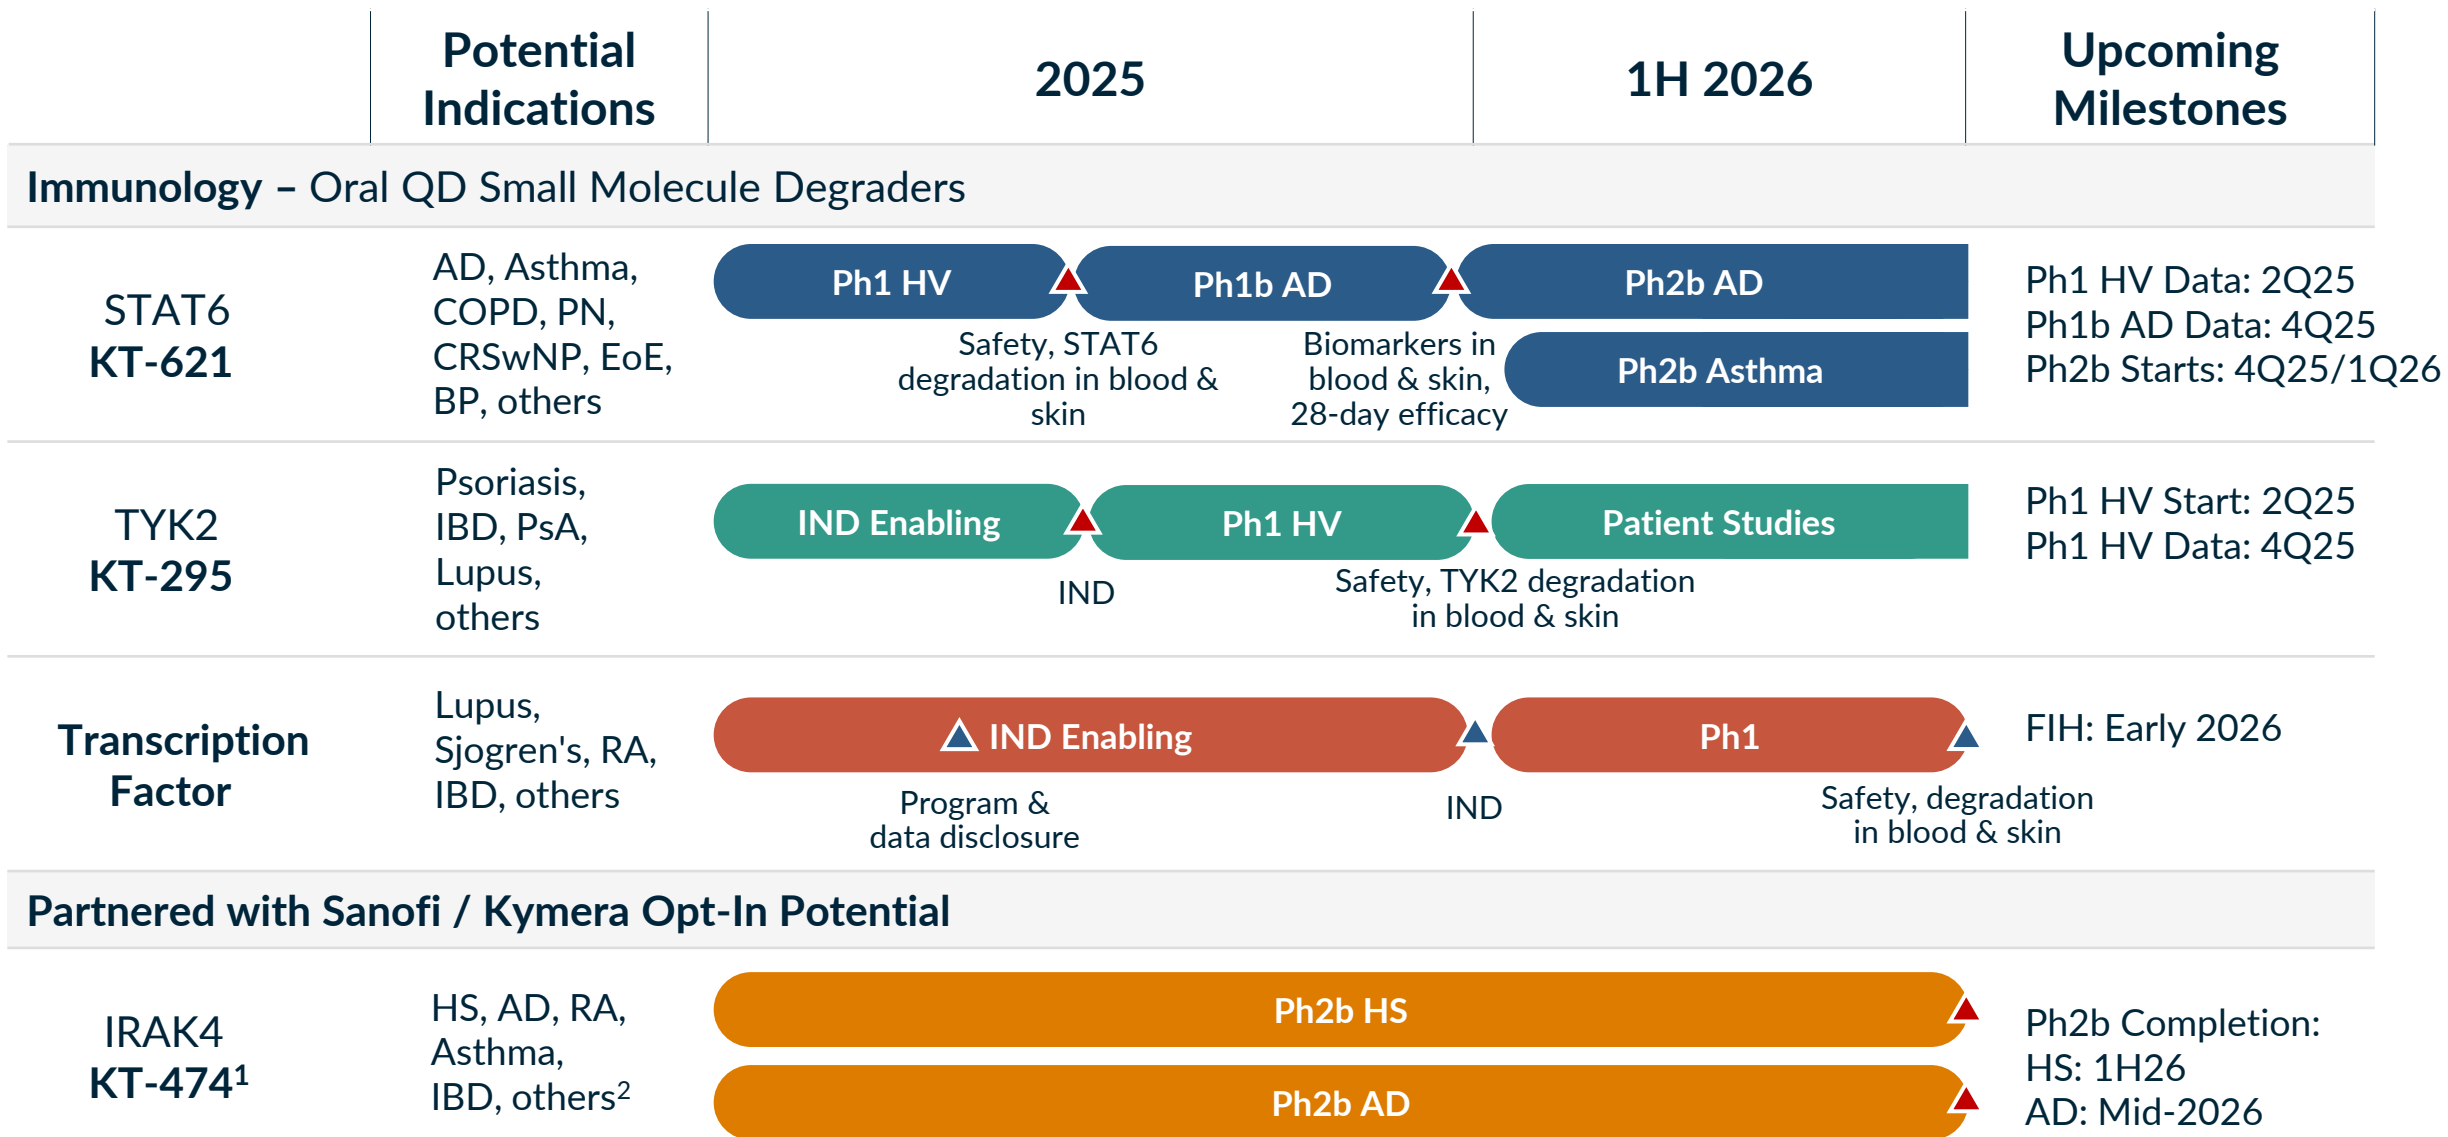 Potential
Indications
2025
1H 2026
Upcoming
Milestones
Immunology – Oral QD Small Molecule Degraders
STAT6
KT-621
AD, Asthma,
COPD, PN,
CRSwNP, EoE,
BP, others
Ph1 HV
Ph1b AD
Ph2b AD
Ph2b Asthma
Safety, STAT6
degradation in blood &
skin
Biomarkers in
blood & skin,
28-day efficacy
Ph1 HV Data: 2Q25
Ph1b AD Data: 4Q25
Ph2b Starts: 4Q25/1Q26
TYK2
KT-295
Psoriasis,
IBD, PsA,
Lupus,
others
IND Enabling
Ph1 HV
Patient Studies
IND
Safety, TYK2 degradation
in blood & skin
Ph1 HV Start: 2Q25
Ph1 HV Data: 4Q25
Transcription
Factor
Lupus,
Sjogren's, RA,
IBD, others
IND Enabling
Ph1
Program &
data disclosure
IND
Safety, degradation
in blood & skin
FIH: Early 2026
Partnered with Sanofi / Kymera Opt-In Potential
IRAK4
KT-474¹
HS, AD, RA,
Asthma,
IBD, others²
Ph2b HS
Ph2b AD
Ph2b Completion:
HS: 1H26
AD: Mid-2026